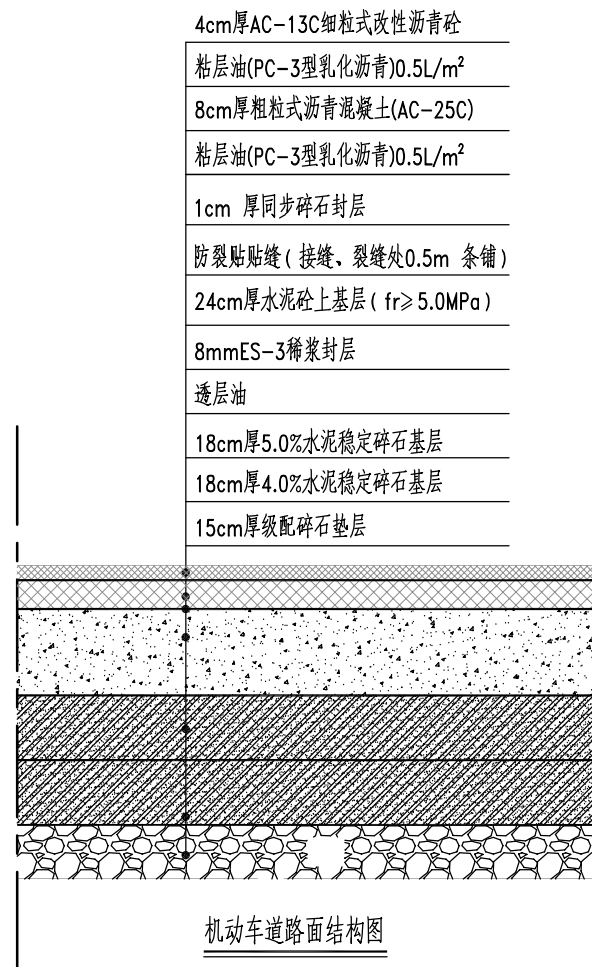 4cm厚AC-13C细粒式改性沥青砼
粘层油(PC-3型乳化沥青)0.5L/m²
8cm厚粗粒式沥青混凝土(AC-25C)
粘层油(PC-3型乳化沥青)0.5L/m²
1cm 厚同步碎石封层
防裂贴贴缝(接缝、裂缝处0.5m 条铺)
24cm厚水泥砼上基层(fr≥5.0MPa)
8mmES-3稀浆封层
透层油
18cm厚5.0%水泥稳定碎石基层
18cm厚4.0%水泥稳定碎石基层
15cm厚级配碎石垫层
机动车道路面结构图